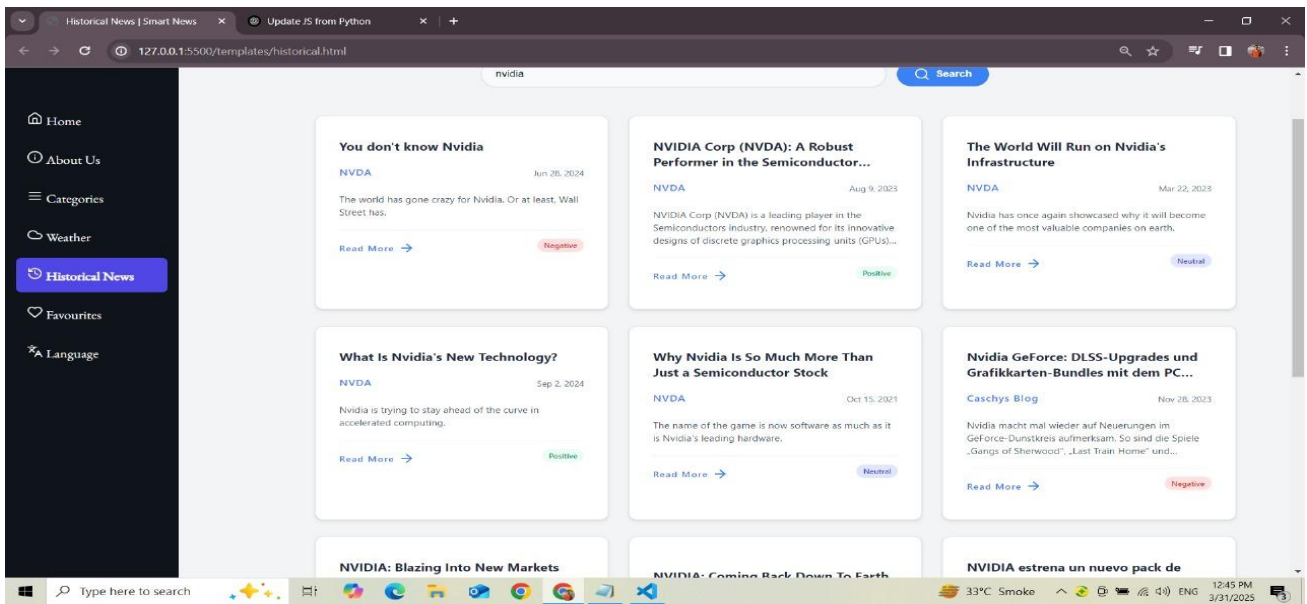 Historical News | Smart News
Update JS from Python
127.0.0.1:5500/templates/historical.html
nvidia
Search
Home
About Us
Categories
Weather
Historical News
Favourites
Language
You don't know Nvidia
NVDA
Jun 28, 2024
The world has gone crazy for Nvidia. Or at least, Wall
Street has.
Read More →
Negative
NVIDIA Corp (NVDA): A Robust
Performer in the Semiconductor...
NVDA
Aug 9, 2023
NVIDIA Corp (NVDA) is a leading player in the
Semiconductors industry, renowned for its innovative
designs of discrete graphics processing units (GPUs)...
Read More →
Positive
The World Will Run on Nvidia's
Infrastructure
NVDA
Mar 22, 2023
Nvidia has once again showcased why it will become
one of the most valuable companies on earth.
Read More →
Neutral
What Is Nvidia's New Technology?
NVDA
Sep 2, 2024
Nvidia is trying to stay ahead of the curve in
accelerated computing.
Read More →
Positive
Why Nvidia Is So Much More Than
Just a Semiconductor Stock
NVDA
Oct 15, 2021
The name of the game is now software as much as it
is Nvidia's leading hardware.
Read More →
Neutral
Nvidia GeForce: DLSS-Upgrades und
Grafikkarten-Bundles mit dem PC...
Caschys Blog
Nov 28, 2023
Nvidia macht mal wieder auf Neuerungen im
GeForce-Dunstkreis aufmerksam. So sind die Spiele
„Gangs of Sherwood“, „Last Train Home“ und...
Read More →
Negative
NVIDIA: Blazing Into New Markets
NVIDIA: Coming Back Down To Earth
NVIDIA estrena un nuevo pack de
Type here to search
33°C Smoke
ENG
12:45 PM
3/31/2025